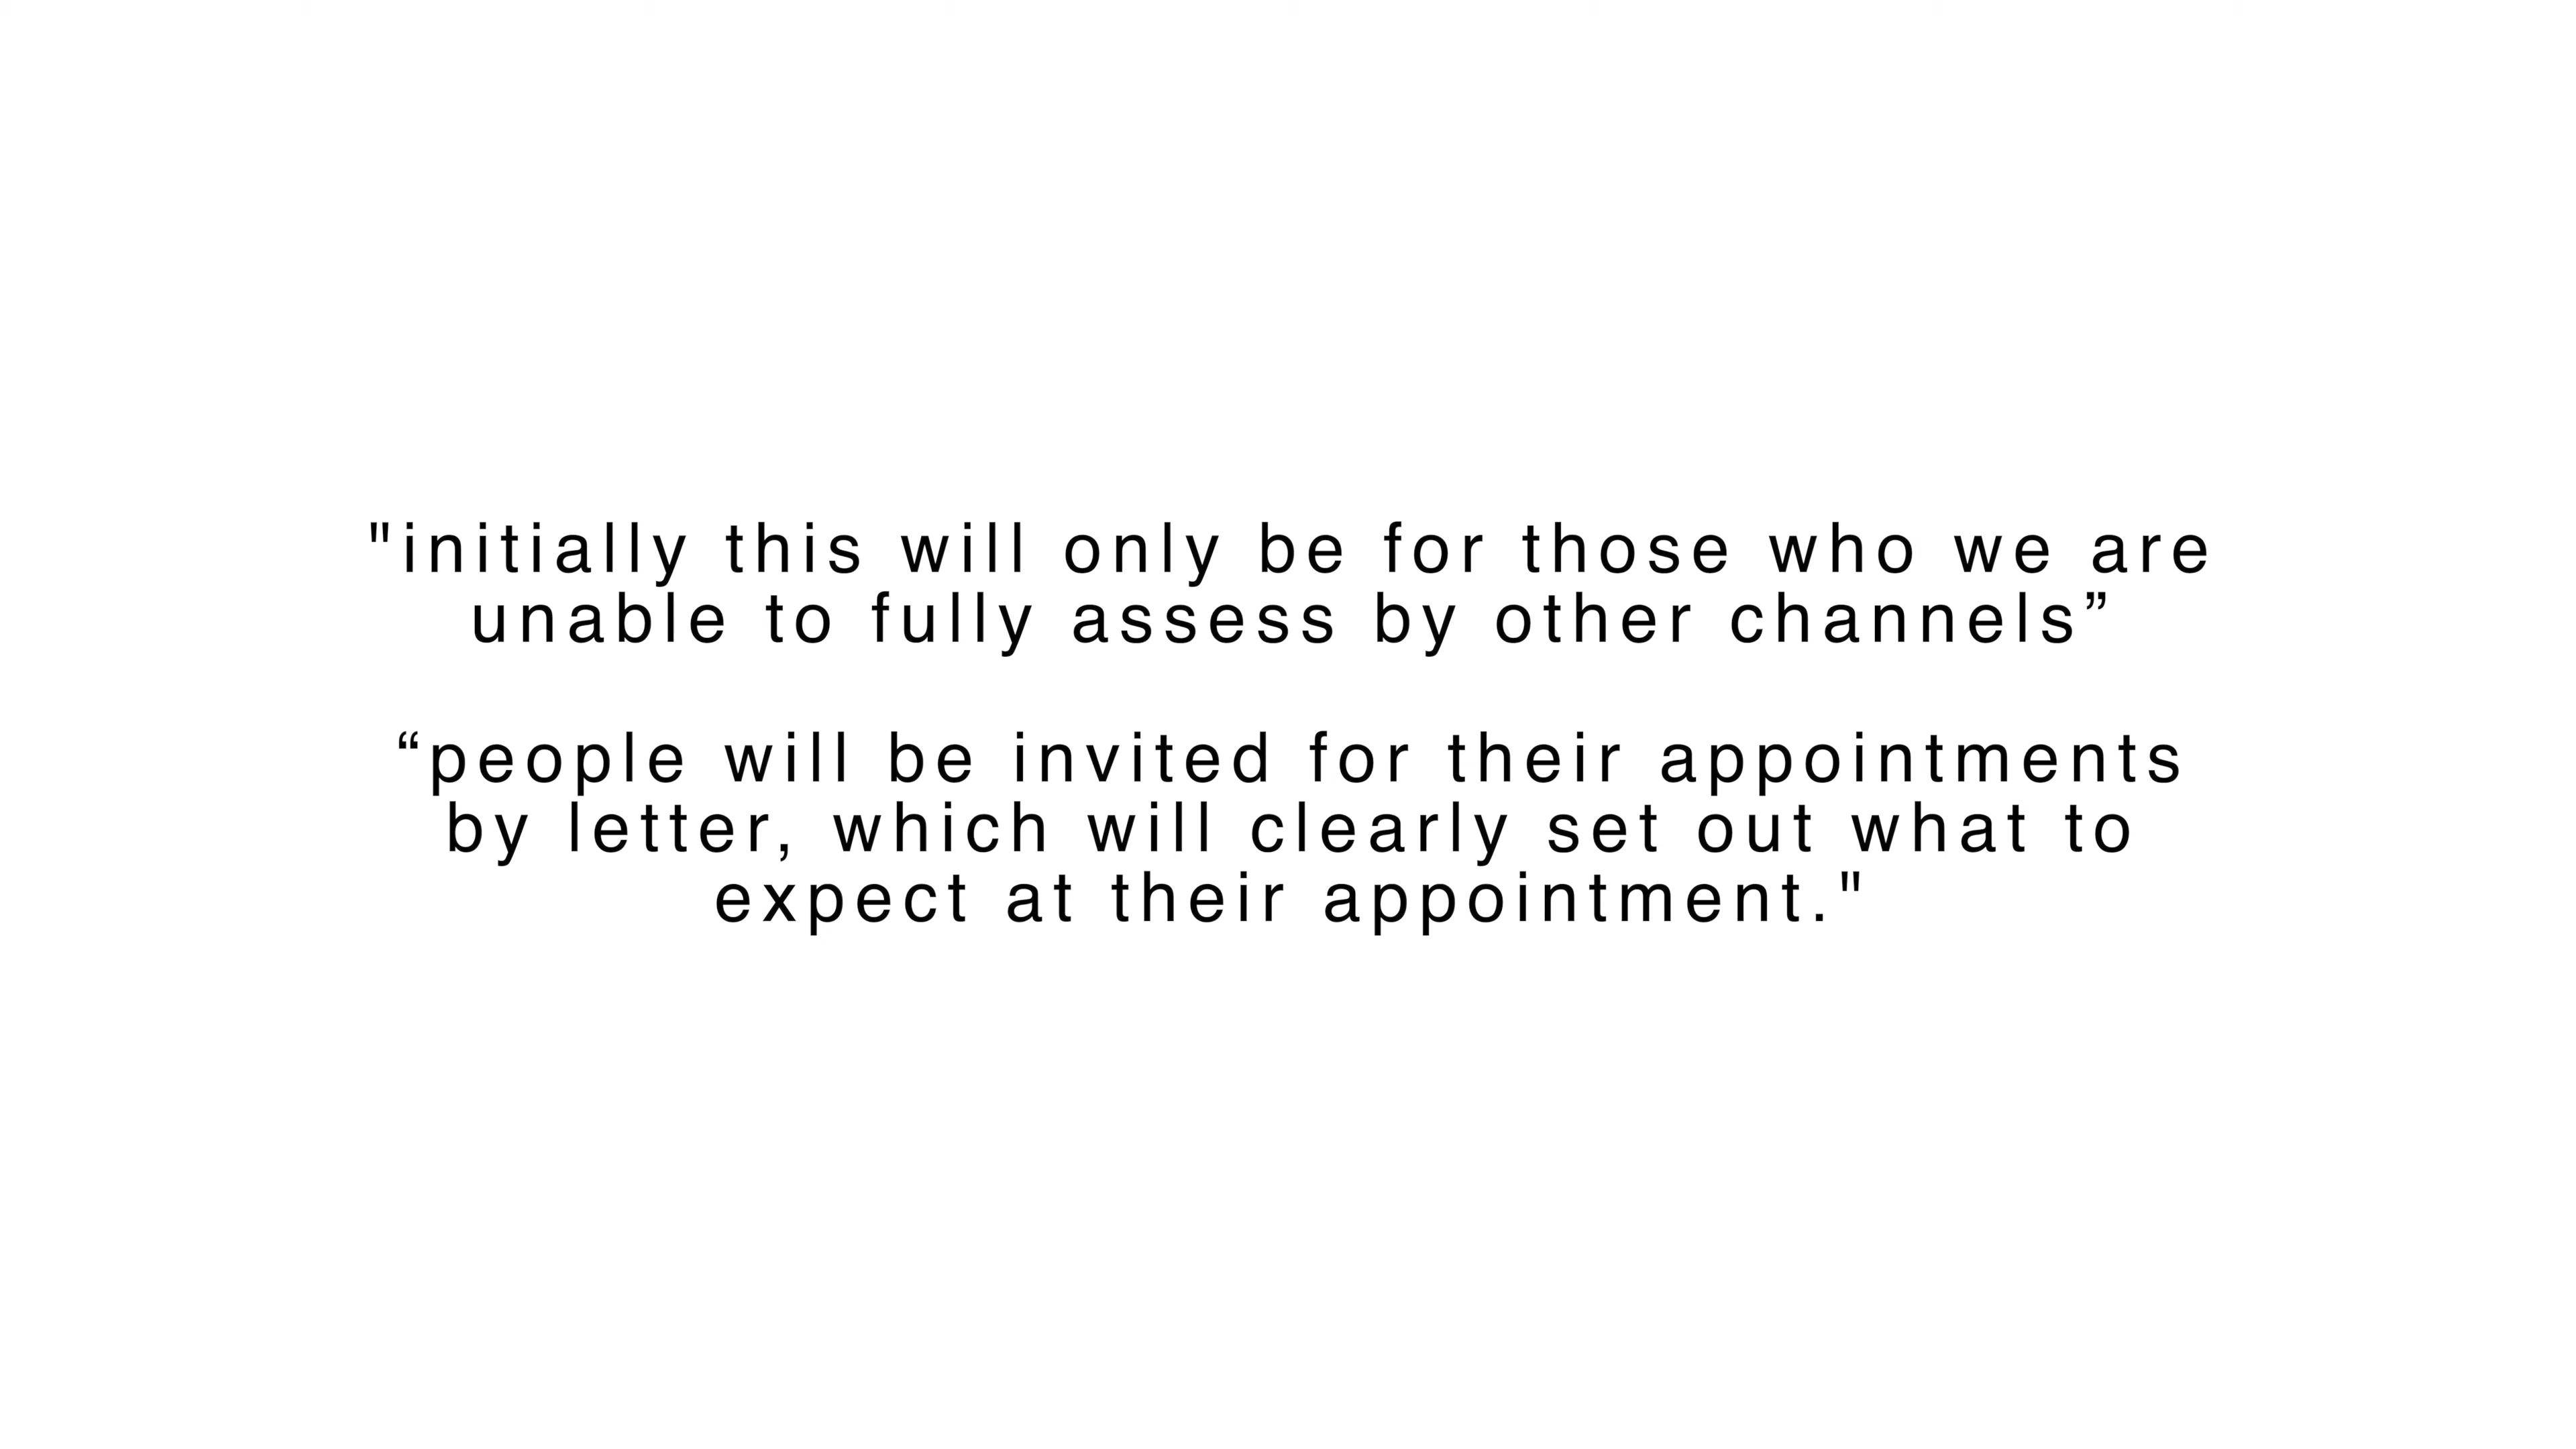 "initially this will only be for those who we are
unable to fully assess by other channels”
“people will be invited for their appointments
by letter, which will clearly set out what to
expect at their appointment."